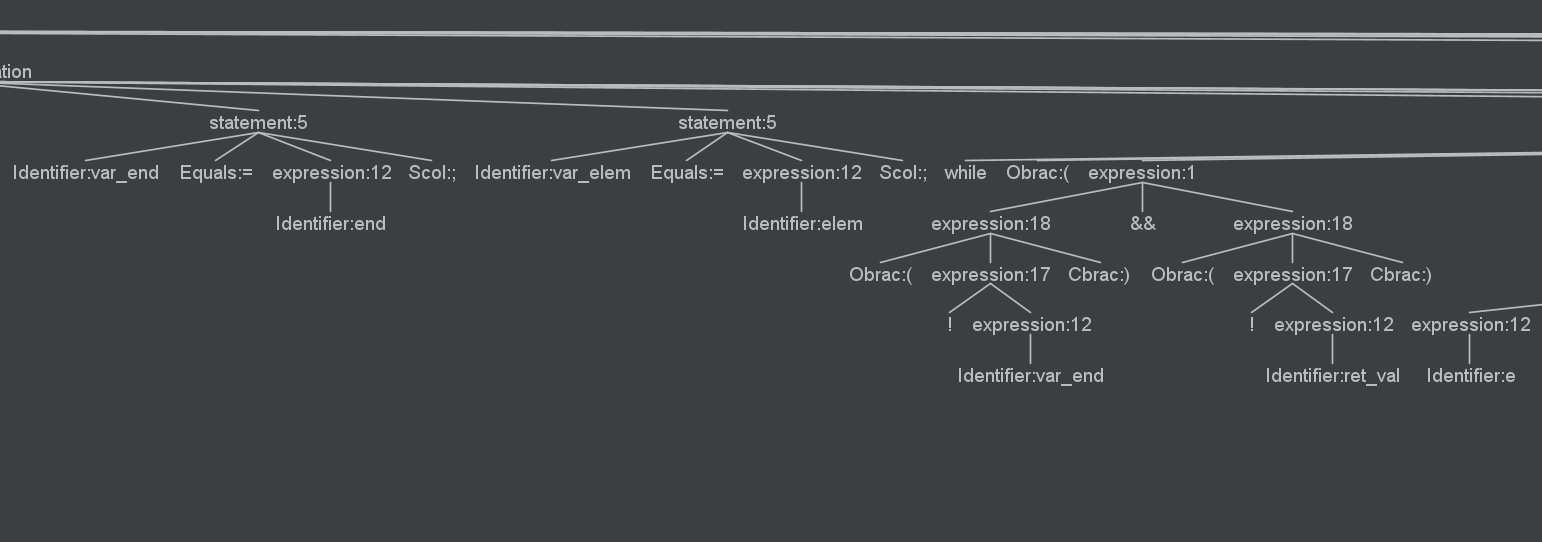 ation
statement:5 statement:5
Identifier:var_end Equals:= expression:12 Scol:; Identifier:var_elem Equals:= expression:12 Scol:; while Obrac:( expression:1
Identifier:end Identifier:elem expression:18 && expression:18
Obrac:( expression:17 Cbrac:) Obrac:( expression:17 Cbrac:)
! expression:12 ! expression:12 expression:12
Identifier:var_end Identifier:ret_val Identifier:e